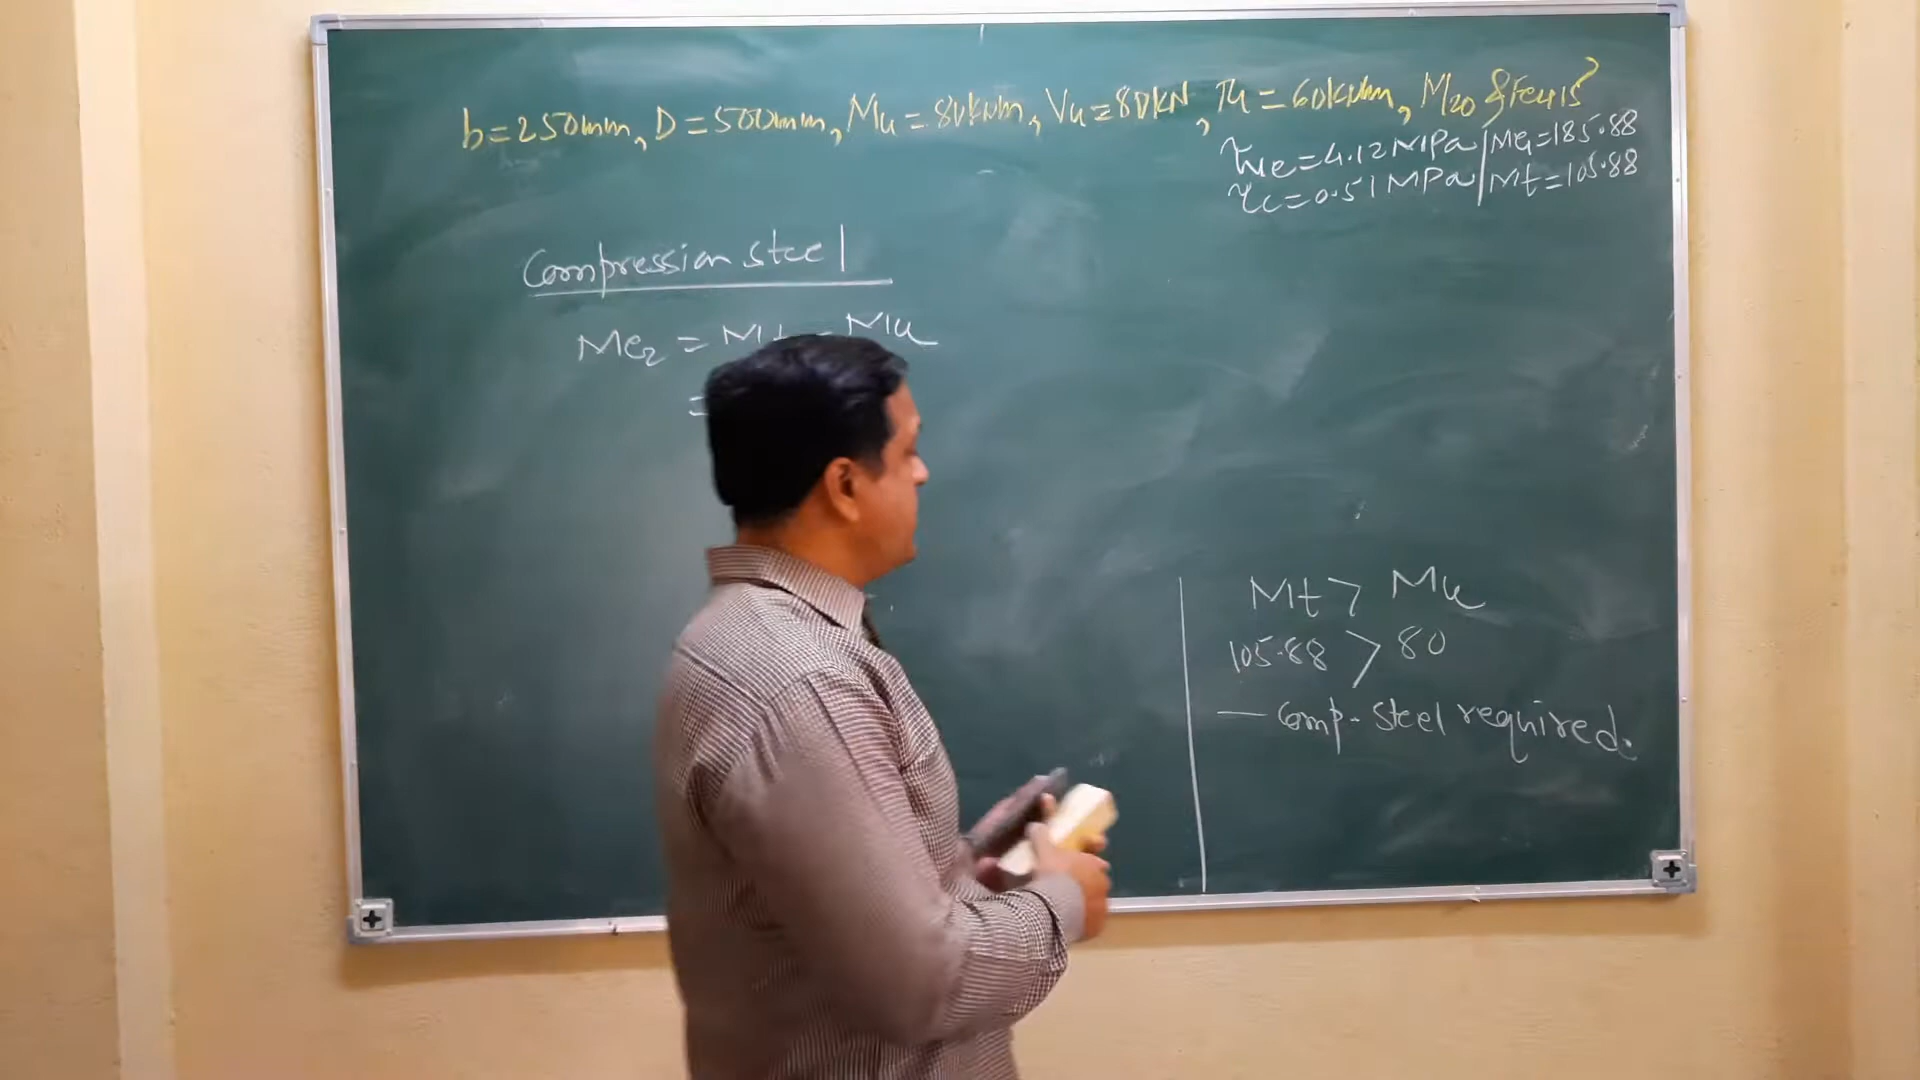 b=250mm, D=500mm, Mu=80kNm, Vu=80kN, Tu=60kNm, M20 & Fe415?
τve=4.12MPa/Me1=185.88
τc=0.51MPa/Mt=105.88
Compression steel
Me2 = Mt - Mu
=
Mt > Mu
105.88 > 80
— Comp. steel required.